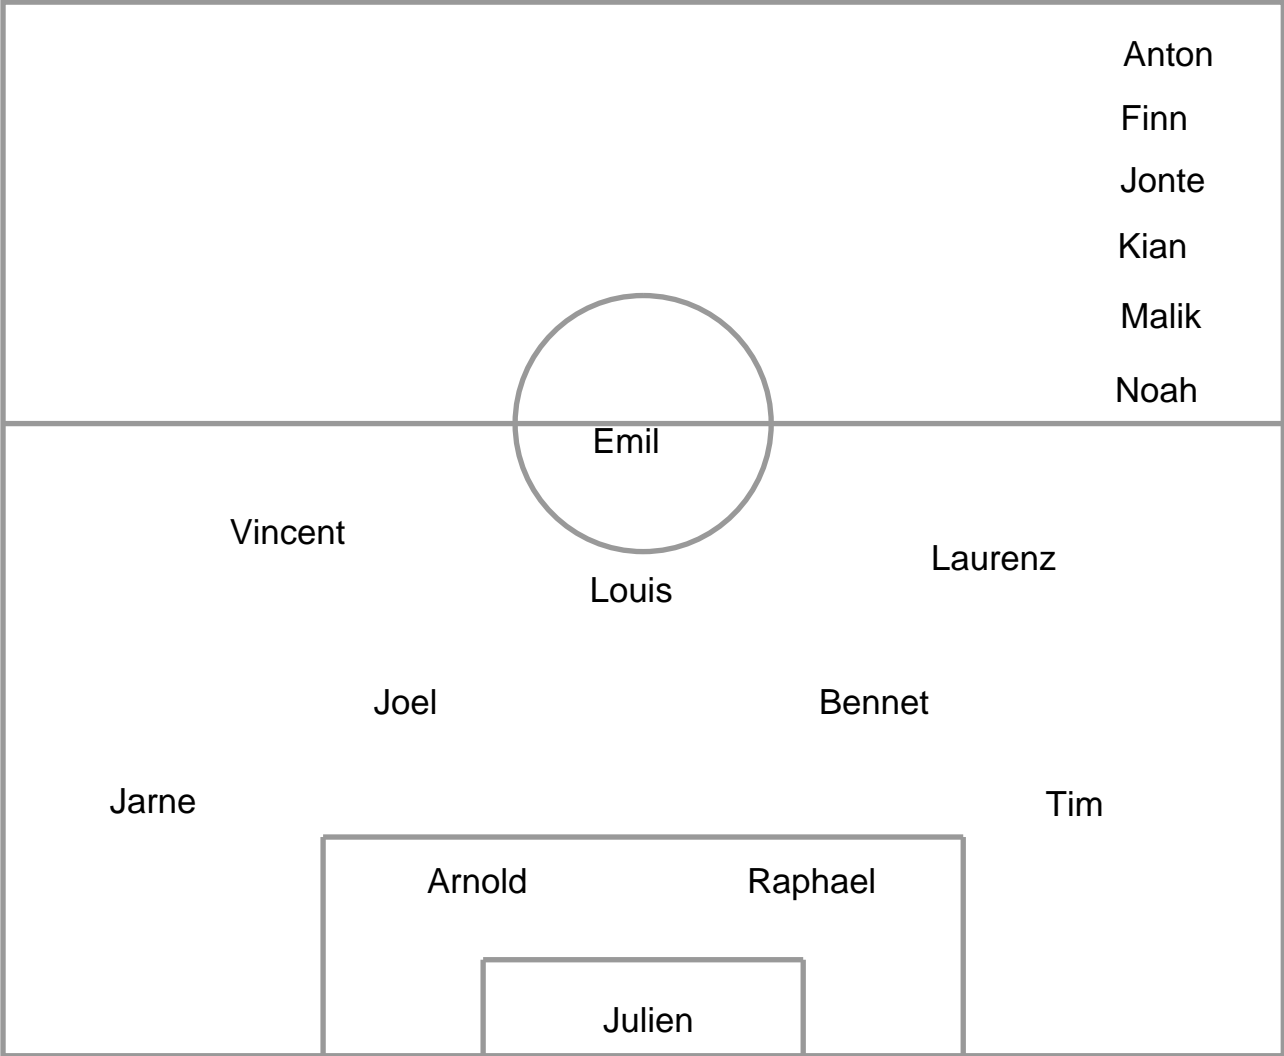 Anton
Finn
Jonte
Kian
Malik
Noah
Emil
Vincent
Laurenz
Louis
Joel
Bennet
Jarne
Tim
Arnold
Raphael
Julien